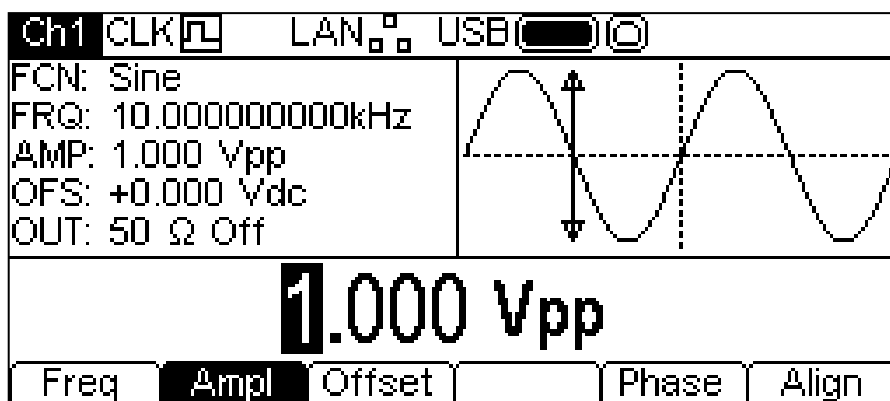 Ch1 CLK LAN USB
FCN: Sine
FRQ: 10.000000000kHz
AMP: 1.000 Vpp
OFS: +0.000 Vdc
OUT: 50 Ω Off
1.000 Vpp
Freq Ampl Offset Phase Align